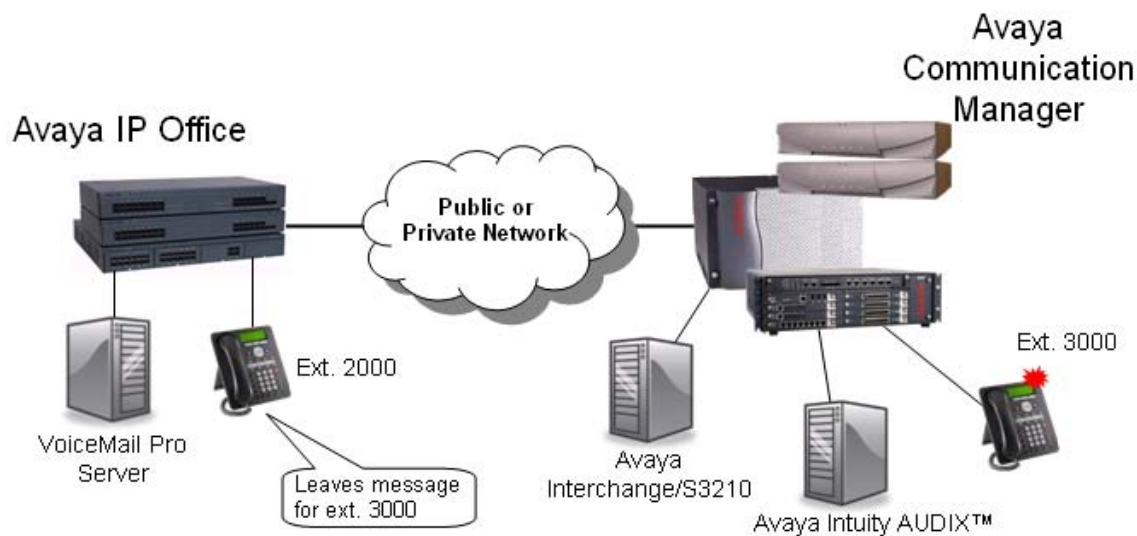 Avaya
Communication
Manager
Avaya IP Office
Public or
Private Network
Ext. 2000
Ext. 3000
VoiceMail Pro
Server
Leaves message
for ext. 3000
Avaya
Interchange/S3210
Avaya Intuity AUDIX™